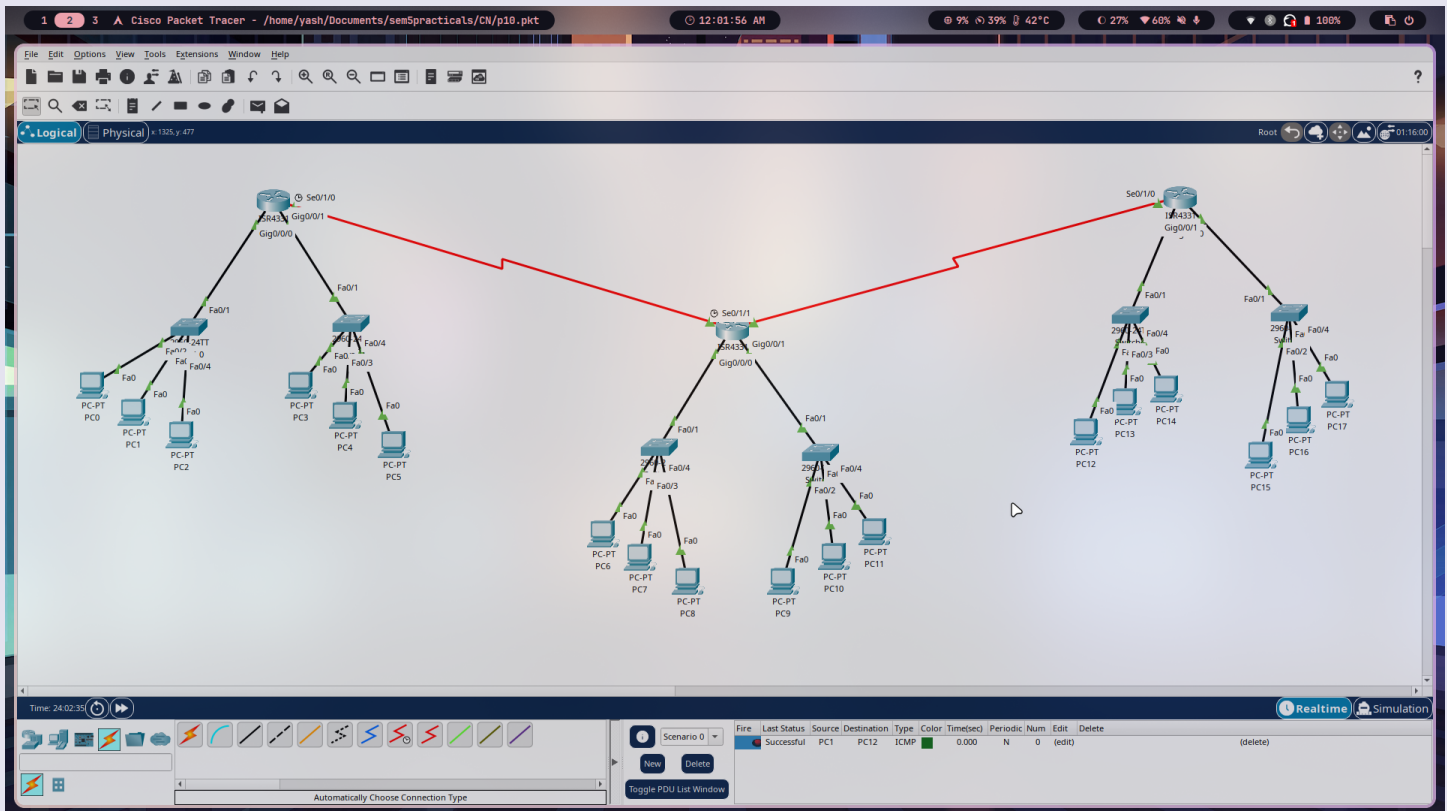 1 2 3 Cisco Packet Tracer - /home/yash/Documents/sem5practicals/CN/p10.pkt
12:01:56 AM
9% 39% 42°C
27% 60%
100%
File Edit Options View Tools Extensions Window Help
?
Logical Physical x: 1325, y: 477
Root 01:16:00
Se0/1/0
ISR4331 Gig0/0/1
Gig0/0/0
Fa0/1
Fa0/1
24TT
Fa0/4
Fa0
PC-PT
PC0
Fa0
PC-PT
PC1
Fa0
PC-PT
PC2
Fa0/4
Fa0/3
Fa0
PC-PT
PC3
Fa0
PC-PT
PC4
Fa0
PC-PT
PC5
Se0/1/1
ISR4331 Gig0/0/1
Gig0/0/0
Fa0/1
Fa0/4
Fa0/3
Fa0
PC-PT
PC6
Fa0
PC-PT
PC7
Fa0
PC-PT
PC8
Fa0/1
Fa0/4
Fa0/2
Fa0
PC-PT
PC11
Fa0
PC-PT
PC10
Fa0
PC-PT
PC9
Se0/1/0
ISR4331
Gig0/0/1
Fa0/1
Fa0/4
Fa0/3 Fa0
Fa0
PC-PT
PC14
PC-PT
PC13
Fa0
PC-PT
PC12
Fa0/1
Fa0/4
Fa0/2
Fa0
PC-PT
PC17
Fa0
PC-PT
PC16
Fa0
PC-PT
PC15
Time: 24:02:35
Realtime Simulation
Automatically Choose Connection Type
Scenario 0
New Delete
Toggle PDU List Window
Fire Last Status Source Destination Type Color Time(sec) Periodic Num Edit Delete
Successful PC1 PC12 ICMP 0.000 N 0 (edit) (delete)